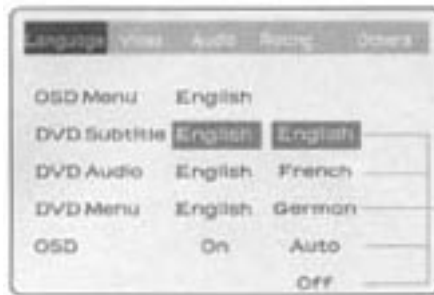 Language Video Audio Rating Others
OSD Menu English
DVD Subtitle English English
DVD Audio English French
DVD Menu English German
OSD On Auto
Off